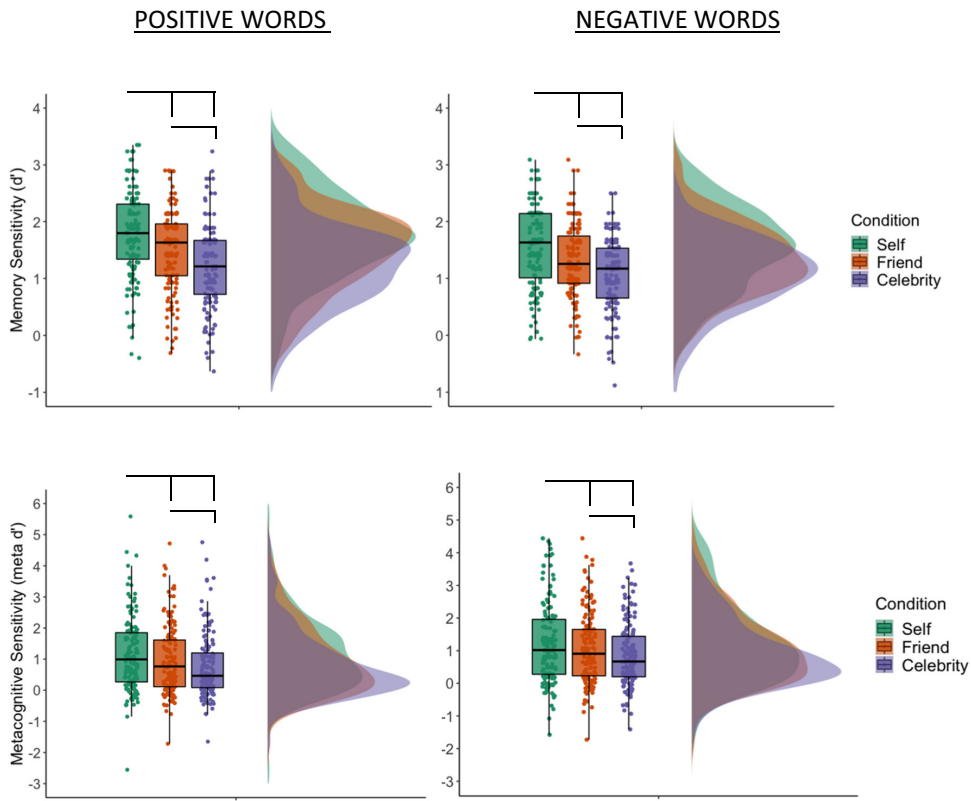 POSITIVE WORDS
NEGATIVE WORDS
Memory Sensitivity (d')
4
3
2
1
0
-1
4
3
2
1
0
-1
Condition
Self
Friend
Celebrity
Metacognitive Sensitivity (meta d')
6
5
4
3
2
1
0
-1
-2
-3
6
5
4
3
2
1
0
-1
-2
-3
Condition
Self
Friend
Celebrity